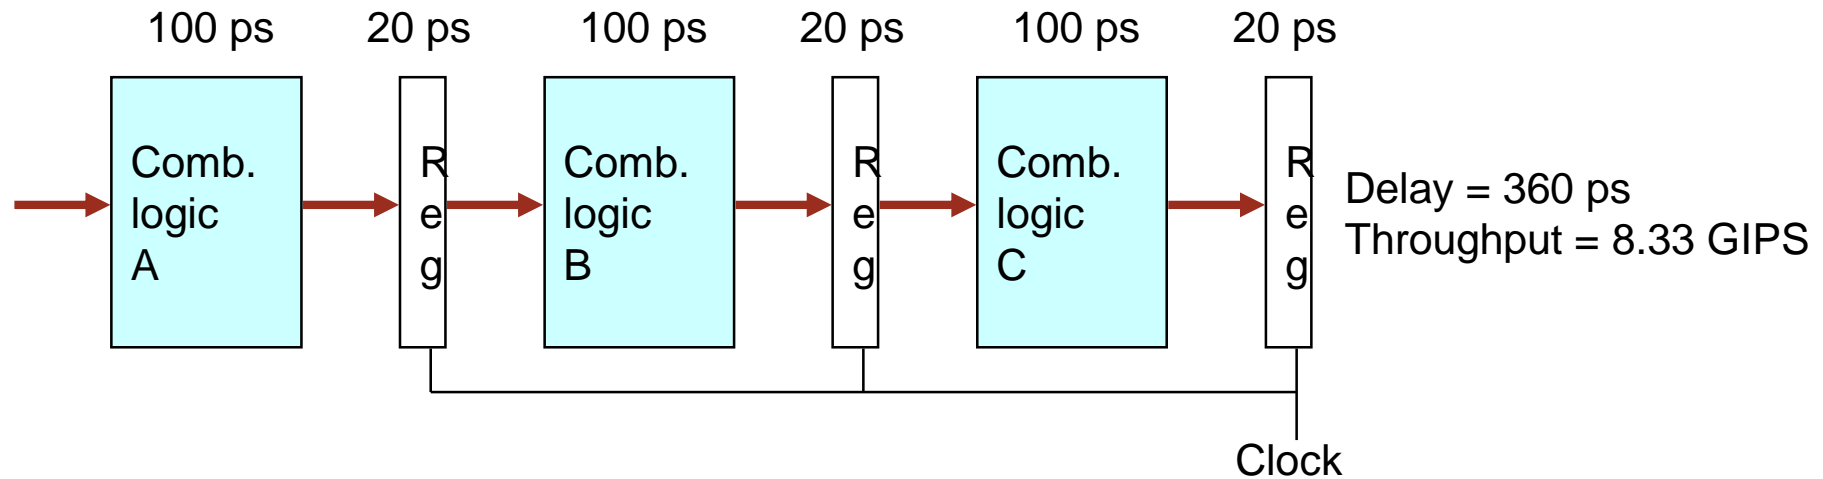 100 ps
20 ps
100 ps
20 ps
100 ps
20 ps
Comb.
logic
A
R
e
g
Comb.
logic
B
R
e
g
Comb.
logic
C
R
e
g
Delay = 360 ps
Throughput = 8.33 GIPS
Clock